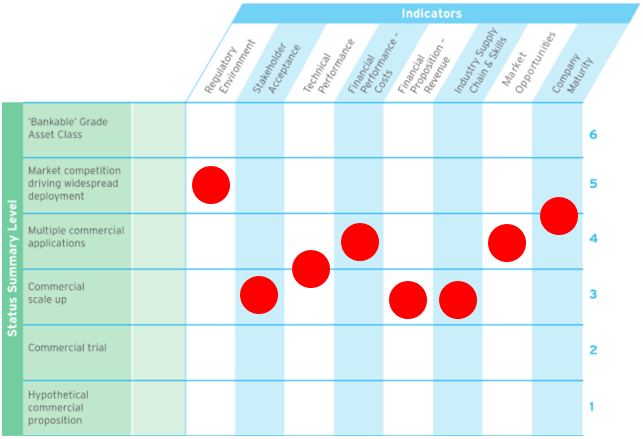 Indicators
Regulatory
Environment
Stakeholder
Acceptance
Technical
Performance
Financial
Performance –
Costs
Financial
Proposition –
Revenue
Industry Supply
Chain & Skills
Market
Opportunities
Company
Maturity
Status Summary Level
'Bankable' Grade
Asset Class
6
Market competition
driving widespread
deployment
5
Multiple commercial
applications
4
Commercial
scale up
3
Commercial trial
2
Hypothetical
commercial
proposition
1